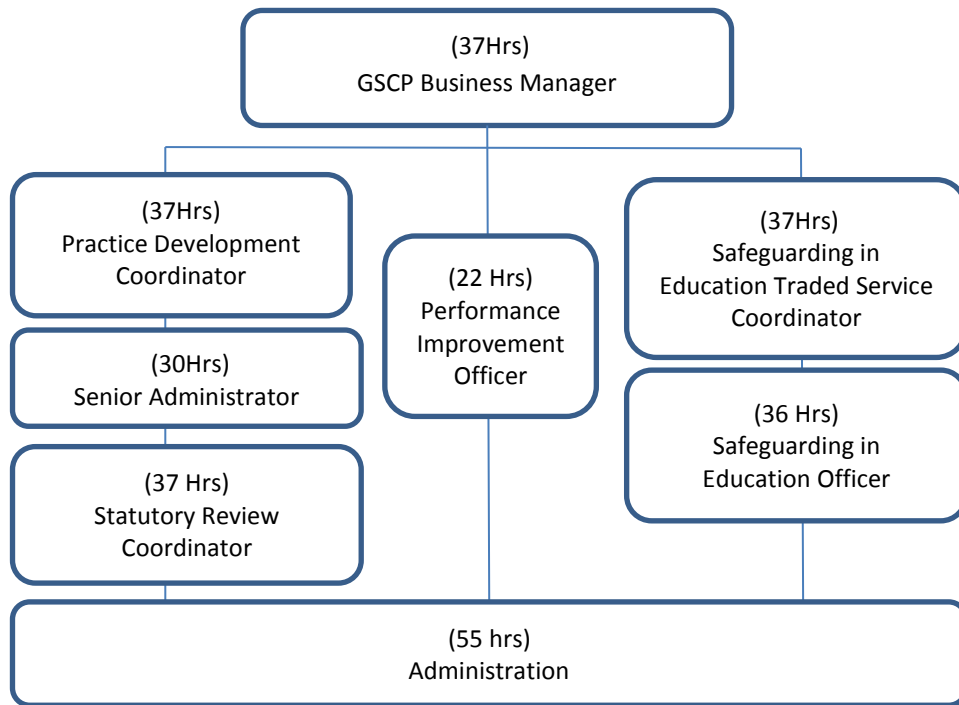 (37Hrs)
GSCP Business Manager
(37Hrs)
Practice Development
Coordinator
(30Hrs)
Senior Administrator
(37 Hrs)
Statutory Review
Coordinator
(22 Hrs)
Performance
Improvement
Officer
(37Hrs)
Safeguarding in
Education Traded Service
Coordinator
(36 Hrs)
Safeguarding in
Education Officer
(55 hrs)
Administration